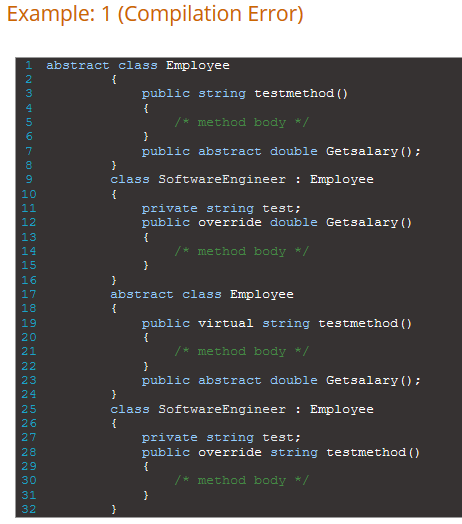 Example: 1 (Compilation Error)
1 abstract class Employee
2 {
3 public string testmethod()
4 {
5 /* method body */
6 }
7 public abstract double Getsalary();
8 }
9 class SoftwareEngineer : Employee
10 {
11 private string test;
12 public override double Getsalary()
13 {
14 /* method body */
15 }
16 }
17 abstract class Employee
18 {
19 public virtual string testmethod()
20 {
21 /* method body */
22 }
23 public abstract double Getsalary();
24 }
25 class SoftwareEngineer : Employee
26 {
27 private string test;
28 public override string testmethod()
29 {
30 /* method body */
31 }
32 }